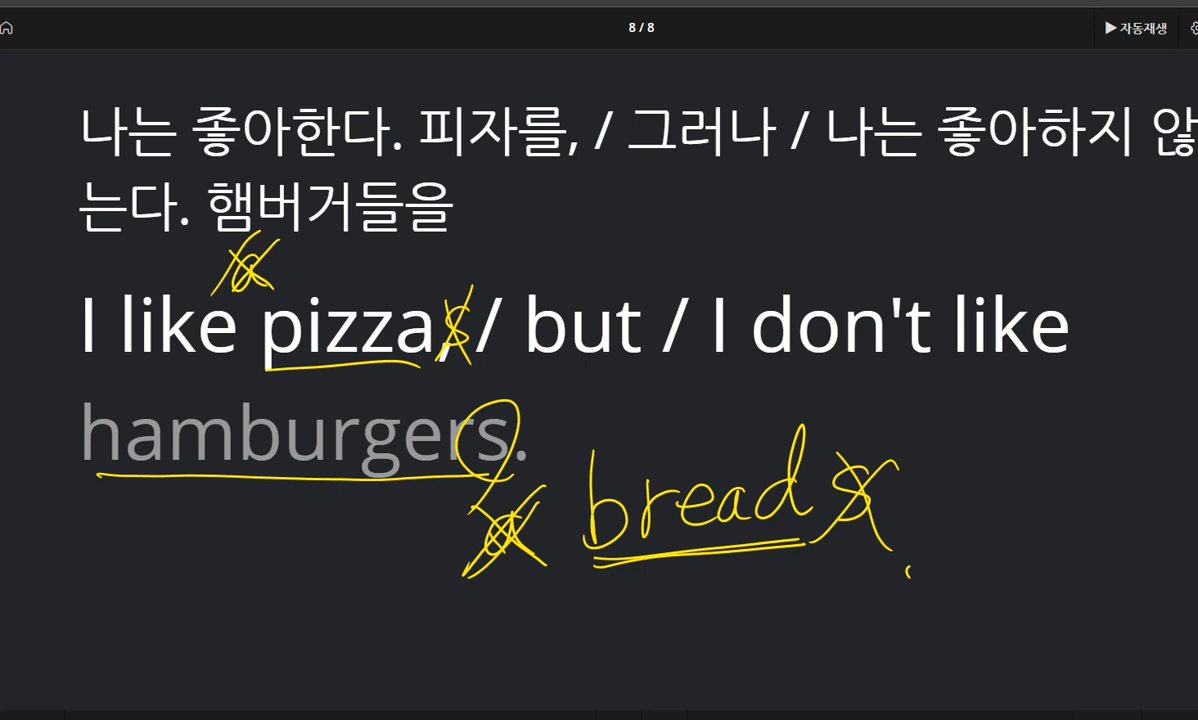 8 / 8
▶ 자동재생
나는 좋아한다. 피자를, / 그러나 / 나는 좋아하지 않
는다. 햄버거들을
a
I like pizza, s / but / I don't like
hamburgers.
a bread s .